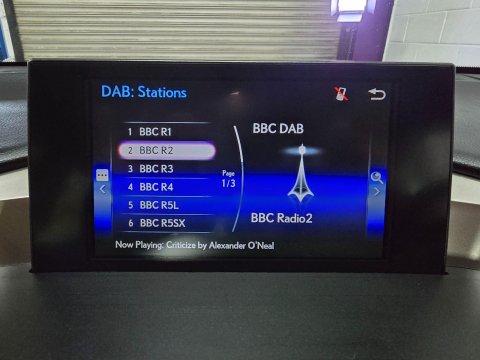 DAB: Stations
1 BBC R1
2 BBC R2
3 BBC R3
4 BBC R4
5 BBC R5L
6 BBC R5SX
Page
1/3
BBC DAB
BBC Radio2
Now Playing: Criticize by Alexander O'Neal